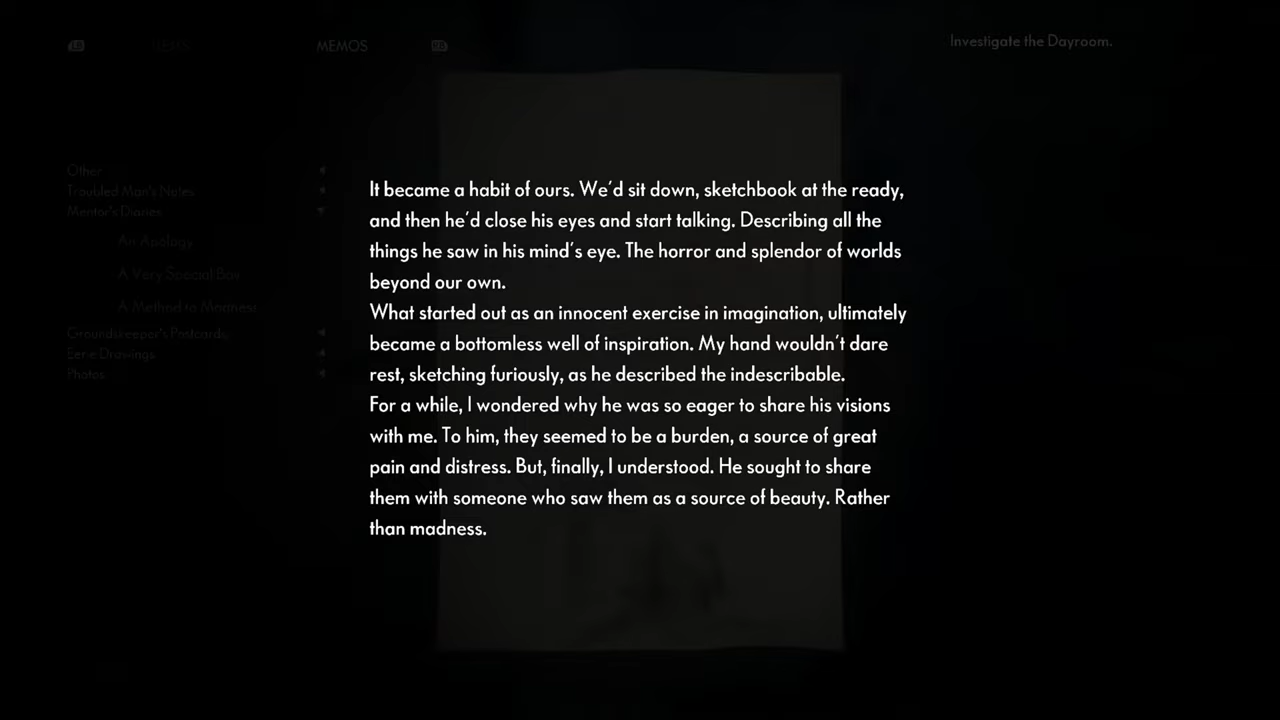 LB
ITEMS
MEMOS
RB
Investigate the Dayroom.
Other
Troubled Man's Notes
Mentor's Diaries
An Apology
A Very Special Boy
A Method to Madness
Groundskeeper's Postcards
Eerie Drawings
Photos
It became a habit of ours. We'd sit down, sketchbook at the ready,
and then he'd close his eyes and start talking. Describing all the
things he saw in his mind's eye. The horror and splendor of worlds
beyond our own.
What started out as an innocent exercise in imagination, ultimately
became a bottomless well of inspiration. My hand wouldn't dare
rest, sketching furiously, as he described the indescribable.
For a while, I wondered why he was so eager to share his visions
with me. To him, they seemed to be a burden, a source of great
pain and distress. But, finally, I understood. He sought to share
them with someone who saw them as a source of beauty. Rather
than madness.